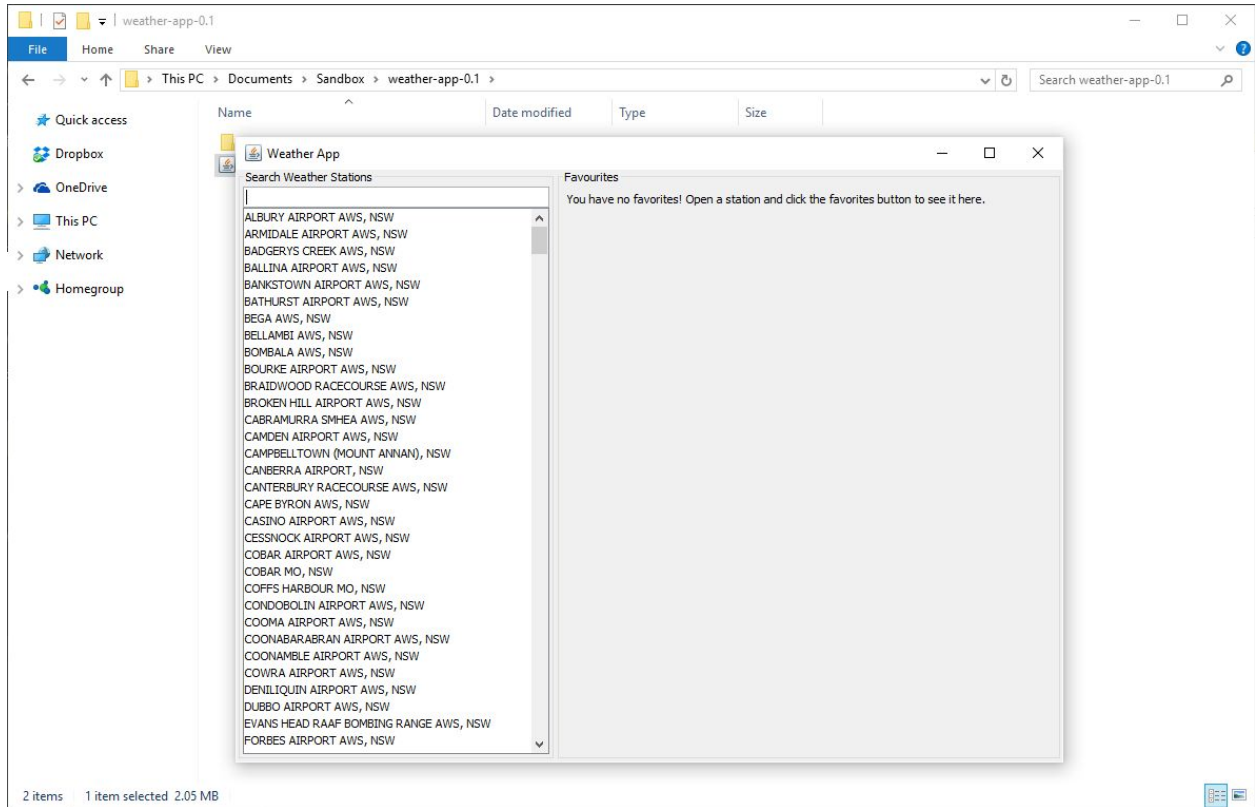 weather-app-0.1
File Home Share View
This PC > Documents > Sandbox > weather-app-0.1 >
Search weather-app-0.1
Name Date modified Type Size
Quick access
Dropbox
OneDrive
This PC
Network
Homegroup
Weather App
Search Weather Stations
ALBURY AIRPORT AWS, NSW
ARMIDALE AIRPORT AWS, NSW
BADGERYS CREEK AWS, NSW
BALLINA AIRPORT AWS, NSW
BANKSTOWN AIRPORT AWS, NSW
BATHURST AIRPORT AWS, NSW
BEGA AWS, NSW
BELLAMBI AWS, NSW
BOMBALA AWS, NSW
BOURKE AIRPORT AWS, NSW
BRAIDWOOD RACECOURSE AWS, NSW
BROKEN HILL AIRPORT AWS, NSW
CABRAMURRA SMHEA AWS, NSW
CAMDEN AIRPORT AWS, NSW
CAMPBELLTOWN (MOUNT ANNAN), NSW
CANBERRA AIRPORT, NSW
CANTERBURY RACECOURSE AWS, NSW
CAPE BYRON AWS, NSW
CASINO AIRPORT AWS, NSW
CESSNOCK AIRPORT AWS, NSW
COBAR AIRPORT AWS, NSW
COBAR MO, NSW
COFFS HARBOUR MO, NSW
CONDOBOLIN AIRPORT AWS, NSW
COOMA AIRPORT AWS, NSW
COONABARABRAN AIRPORT AWS, NSW
COONAMBLE AIRPORT AWS, NSW
COWRA AIRPORT AWS, NSW
DENILIQUIN AIRPORT AWS, NSW
DUBBO AIRPORT AWS, NSW
EVANS HEAD RAAF BOMBING RANGE AWS, NSW
FORBES AIRPORT AWS, NSW
Favourites
You have no favorites! Open a station and click the favorites button to see it here.
2 items 1 item selected 2.05 MB